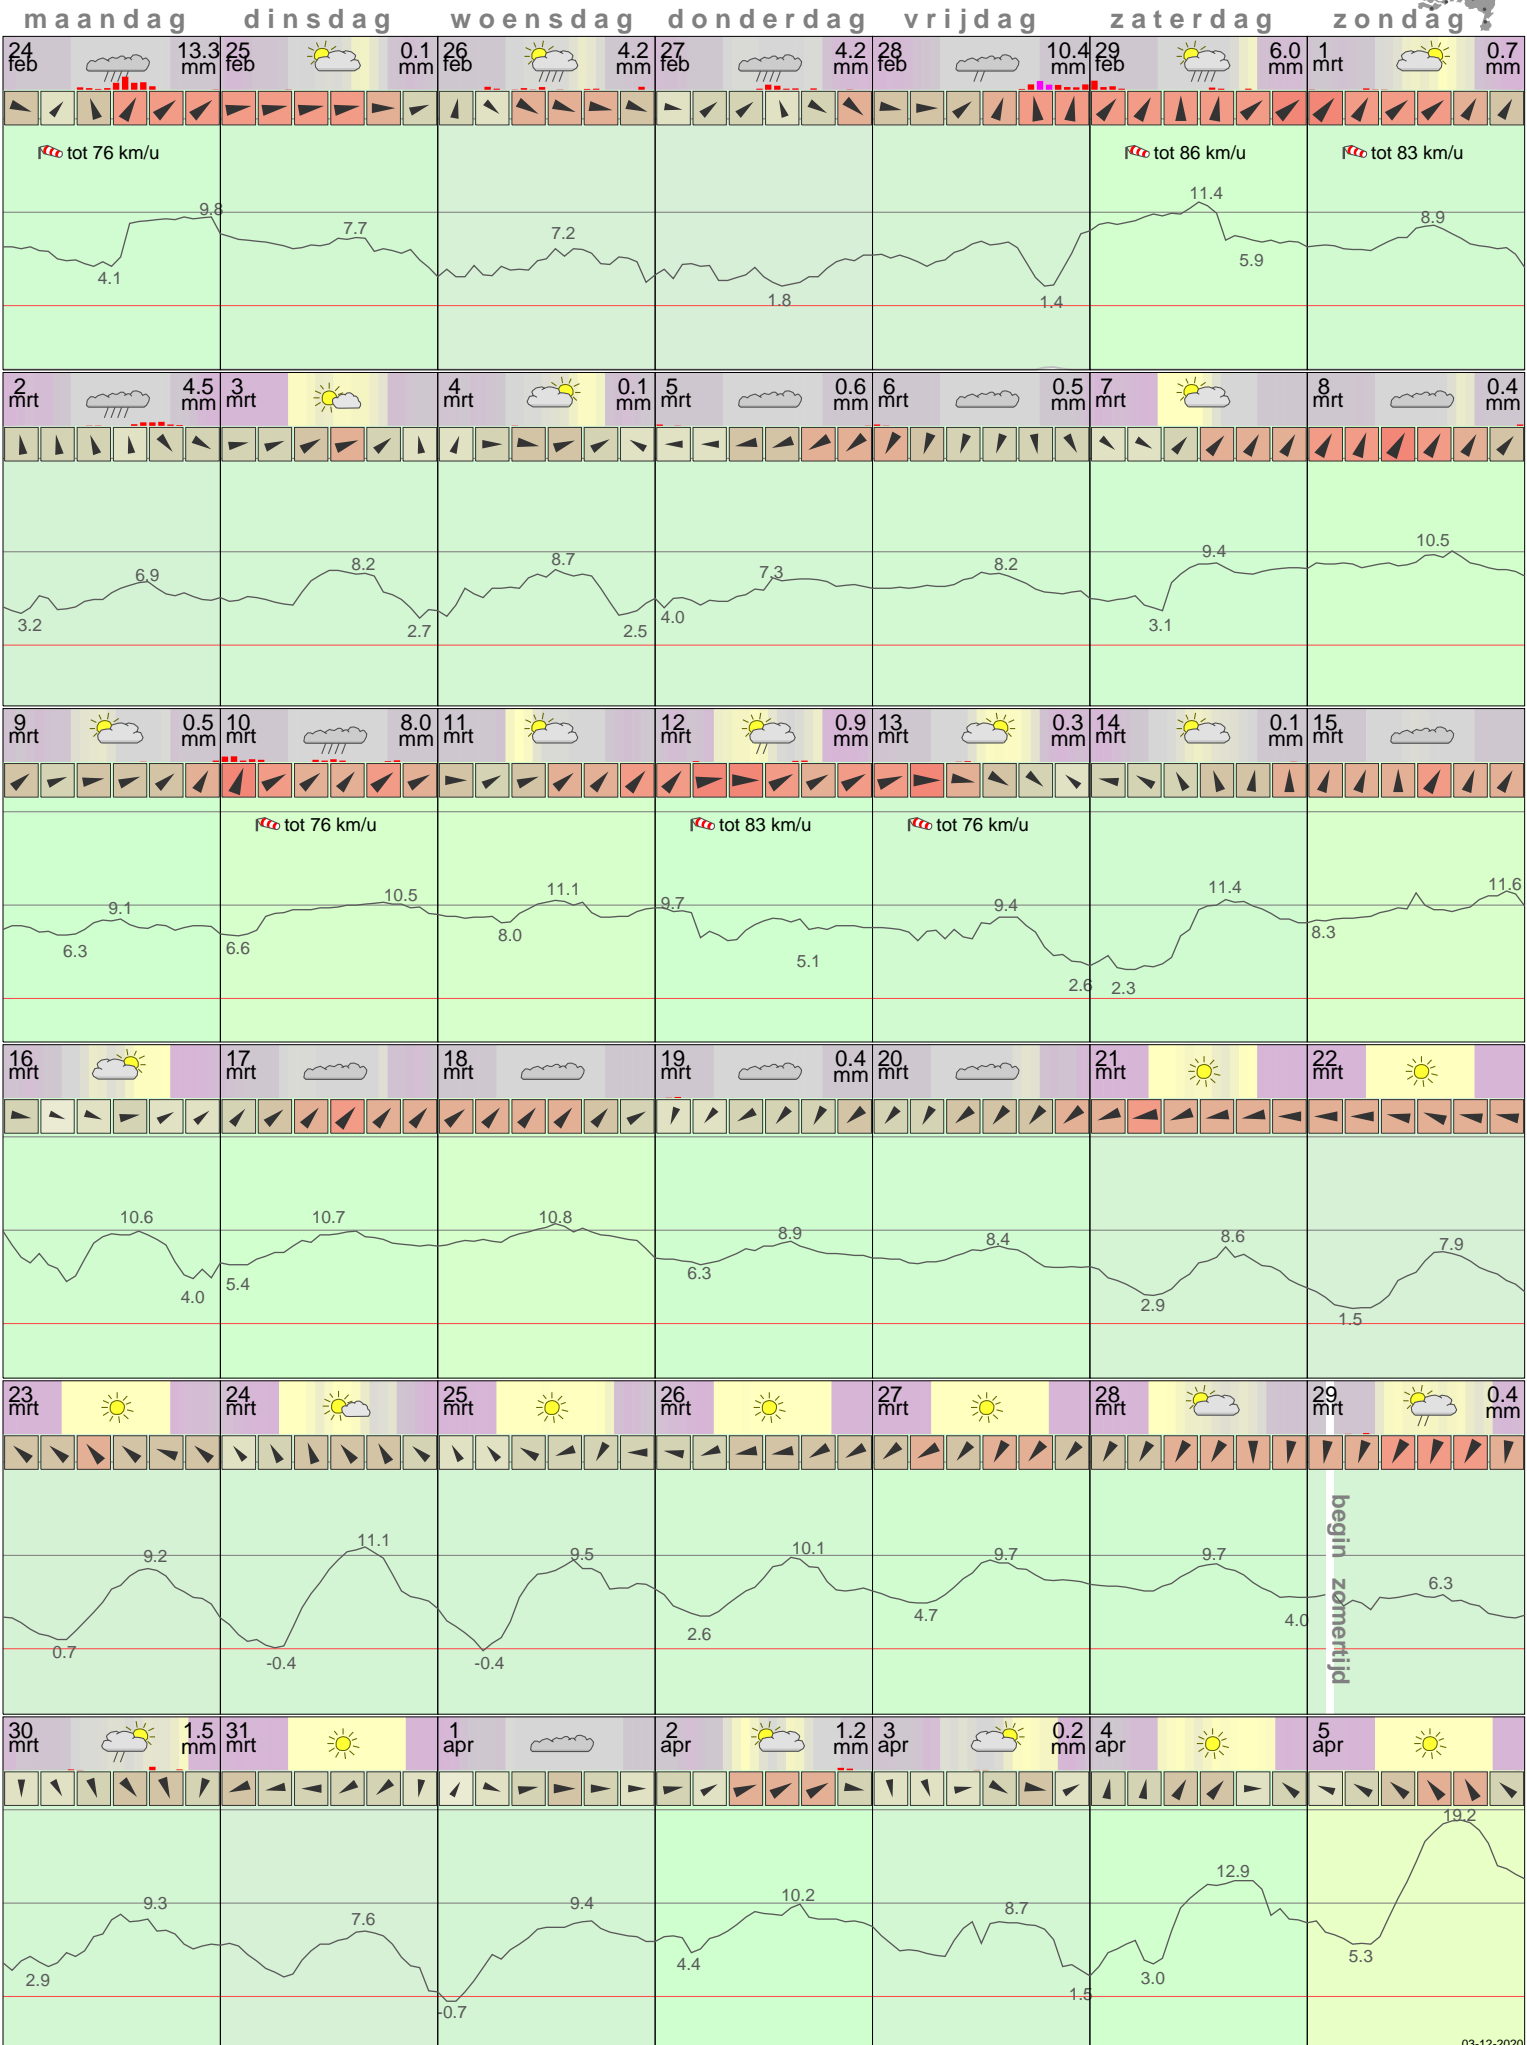 maandag dinsdag woensdag donderdag vrijdag zaterdag zondag
24 feb 13.3 mm 25 feb 0.1 mm 26 feb 4.2 mm 27 feb 4.2 mm 28 feb 10.4 mm 29 feb 6.0 mm 1 mrt 0.7 mm
tot 76 km/u tot 86 km/u tot 83 km/u
9.8 4.1 7.7 7.2 1.8 1.4 11.4 5.9 8.9
2 mrt 4.5 mm 3 mrt 4 mrt 0.1 mm 5 mrt 0.6 mm 6 mrt 0.5 mm 7 mrt 8 mrt 0.4 mm
3.2 6.9 8.2 2.7 8.7 2.5 4.0 7.3 8.2 3.1 9.4 10.5
9 mrt 0.5 mm 10 mrt 8.0 mm 11 mrt 12 mrt 0.9 mm 13 mrt 0.3 mm 14 mrt 0.1 mm 15 mrt
tot 76 km/u tot 83 km/u tot 76 km/u
6.3 9.1 6.6 10.5 8.0 11.1 9.7 5.1 9.4 2.6 2.3 11.4 8.3 11.6
16 mrt 17 mrt 18 mrt 19 mrt 0.4 mm 20 mrt 21 mrt 22 mrt
10.6 4.0 5.4 10.7 10.8 6.3 8.9 8.4 2.9 8.6 1.5 7.9
23 mrt 24 mrt 25 mrt 26 mrt 27 mrt 28 mrt 29 mrt 0.4 mm
0.7 9.2 -0.4 11.1 -0.4 9.5 2.6 10.1 4.7 9.7 9.7 4.0 6.3
begin zomertijd
30 mrt 1.5 mm 31 mrt 1 apr 2 apr 1.2 mm 3 apr 0.2 mm 4 apr 5 apr
2.9 9.3 7.6 -0.7 9.4 4.4 10.2 8.7 1.5 3.0 12.9 5.3 19.2
03-12-2020